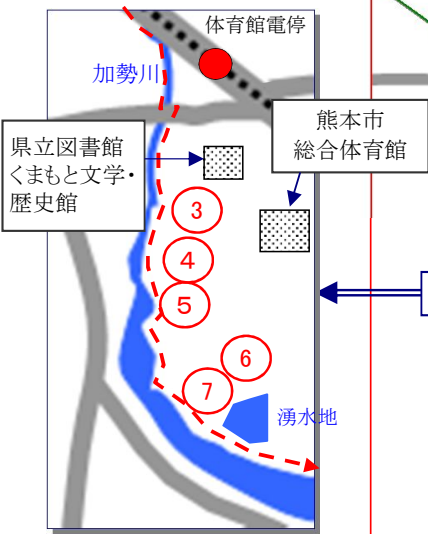 体育館電停
加勢川
熊本市
総合体育館
県立図書館
くまもと文学・
歴史館
3
4
5
6
7
湧水地